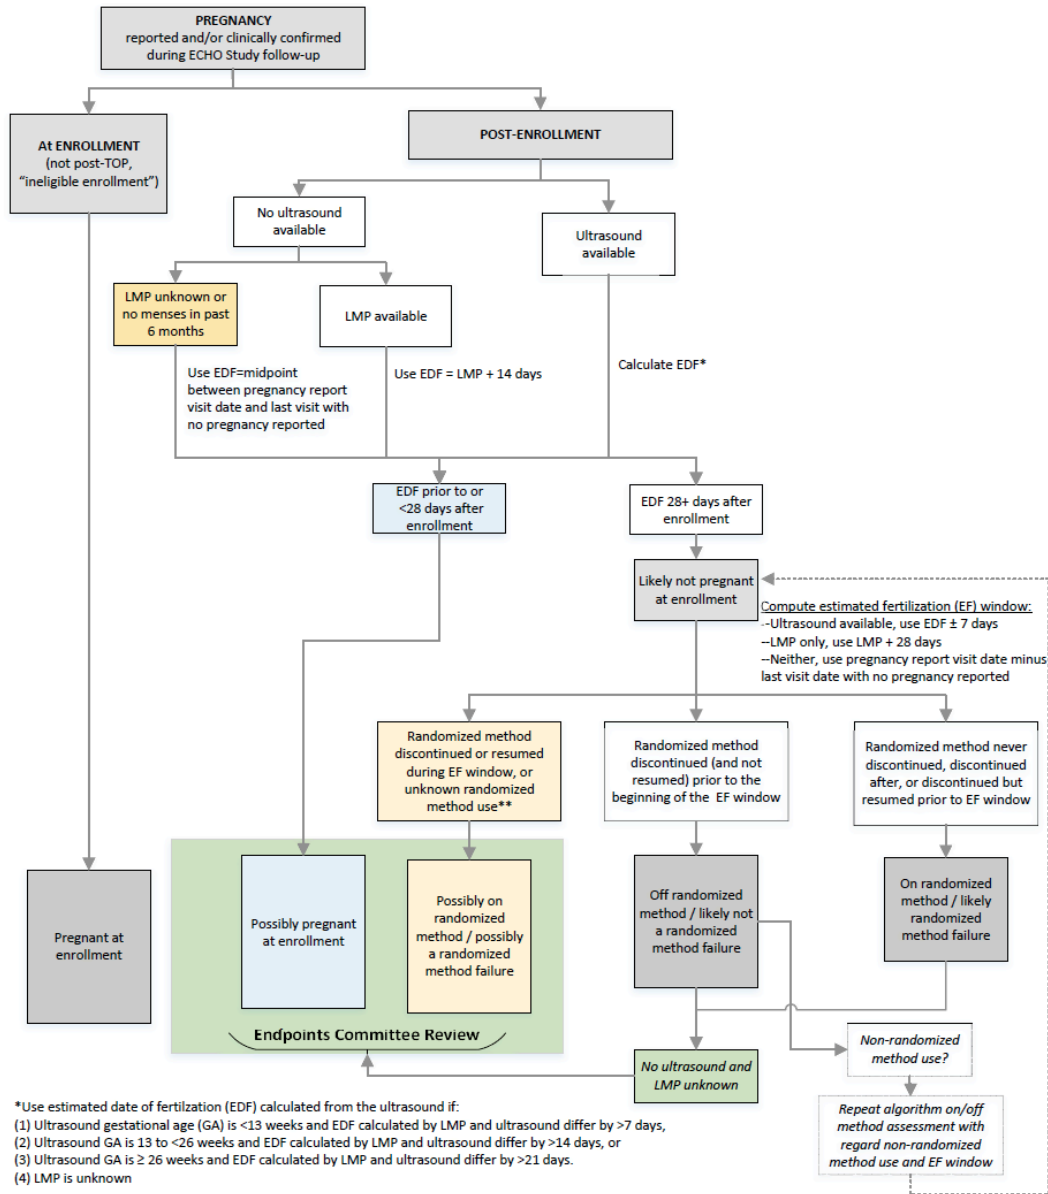 PREGNANCY
reported and/or clinically confirmed
during ECHO Study follow-up
At ENROLLMENT
(not post-TOP,
“ineligible enrollment”)
POST-ENROLLMENT
No ultrasound
available
Ultrasound
available
LMP unknown or
no menses in past
6 months
LMP available
Use EDF=midpoint
between pregnancy report
visit date and last visit with
no pregnancy reported
Use EDF = LMP + 14 days
Calculate EDF*
EDF prior to or
<28 days after
enrollment
EDF 28+ days after
enrollment
Likely not pregnant
at enrollment
Compute estimated fertilization (EF) window:
--Ultrasound available, use EDF ± 7 days
--LMP only, use LMP + 28 days
--Neither, use pregnancy report visit date minus
last visit date with no pregnancy reported
Randomized method
discontinued or resumed
during EF window, or
unknown randomized
method use**
Randomized method
discontinued (and not
resumed) prior to the
beginning of the EF window
Randomized method never
discontinued, discontinued
after, or discontinued but
resumed prior to EF window
Pregnant at
enrollment
Possibly pregnant
at enrollment
Possibly on
randomized
method / possibly
a randomized
method failure
Off randomized
method / likely not
a randomized
method failure
On randomized
method / likely
randomized
method failure
Endpoints Committee Review
No ultrasound and
LMP unknown
Non-randomized
method use?
Repeat algorithm on/off
method assessment with
regard non-randomized
method use and EF window
*Use estimated date of fertilzation (EDF) calculated from the ultrasound if:
(1) Ultrasound gestational age (GA) is <13 weeks and EDF calculated by LMP and ultrasound differ by >7 days,
(2) Ultrasound GA is 13 to <26 weeks and EDF calculated by LMP and ultrasound differ by >14 days, or
(3) Ultrasound GA is ≥ 26 weeks and EDF calculated by LMP and ultrasound differ by >21 days.
(4) LMP is unknown